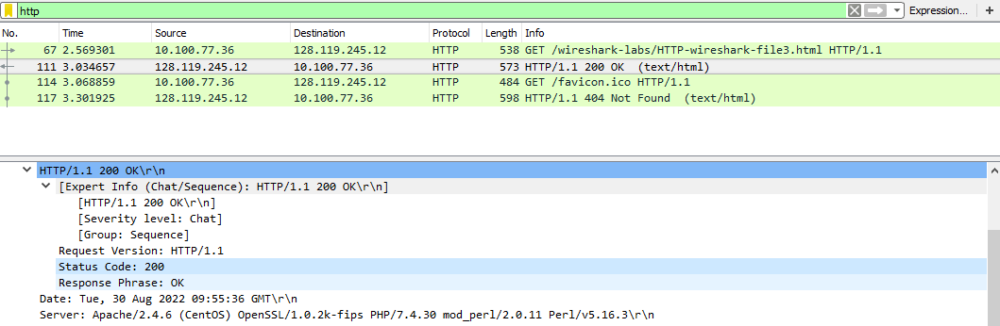 http Expression... +
No. Time Source Destination Protocol Length Info
67 2.569301 10.100.77.36 128.119.245.12 HTTP 538 GET /wireshark-labs/HTTP-wireshark-file3.html HTTP/1.1
111 3.034657 128.119.245.12 10.100.77.36 HTTP 573 HTTP/1.1 200 OK (text/html)
114 3.068859 10.100.77.36 128.119.245.12 HTTP 484 GET /favicon.ico HTTP/1.1
117 3.301925 128.119.245.12 10.100.77.36 HTTP 598 HTTP/1.1 404 Not Found (text/html)
HTTP/1.1 200 OK\r\n
[Expert Info (Chat/Sequence): HTTP/1.1 200 OK\r\n]
[HTTP/1.1 200 OK\r\n]
[Severity level: Chat]
[Group: Sequence]
Request Version: HTTP/1.1
Status Code: 200
Response Phrase: OK
Date: Tue, 30 Aug 2022 09:55:36 GMT\r\n
Server: Apache/2.4.6 (CentOS) OpenSSL/1.0.2k-fips PHP/7.4.30 mod_perl/2.0.11 Perl/v5.16.3\r\n